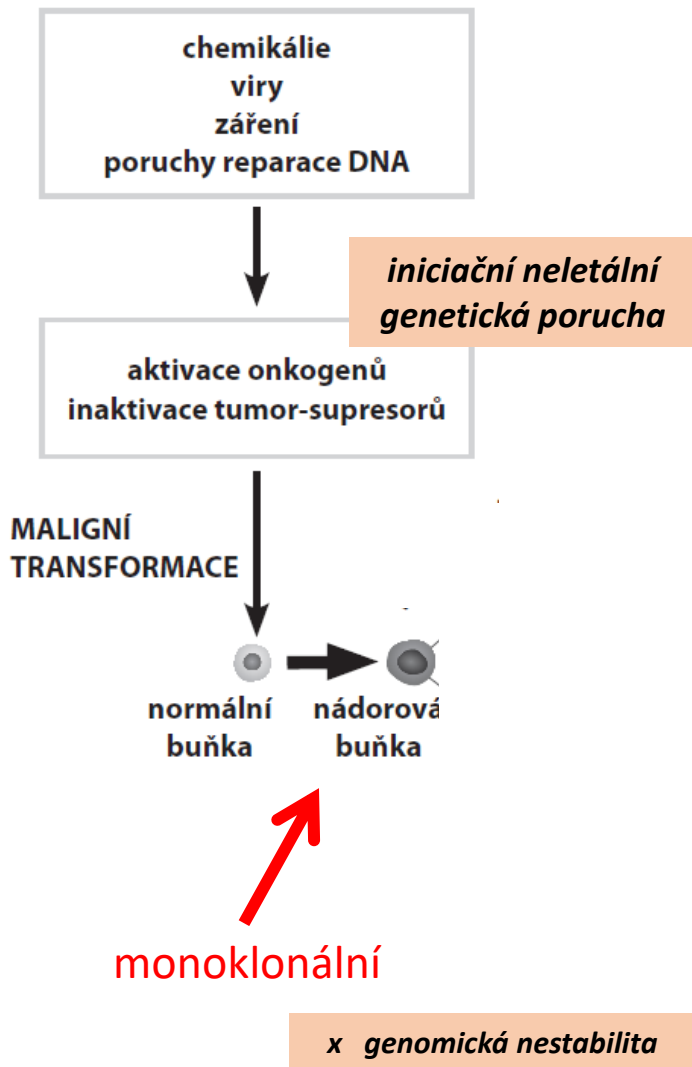 chemikálie
viry
záření
poruchy reparace DNA
iniciační neletální
genetická porucha
aktivace onkogenů
inaktivace tumor-supresorů
MALIGNÍ
TRANSFORMACE
normální nádorová
buňka buňka
monoklonální
x genomická nestabilita